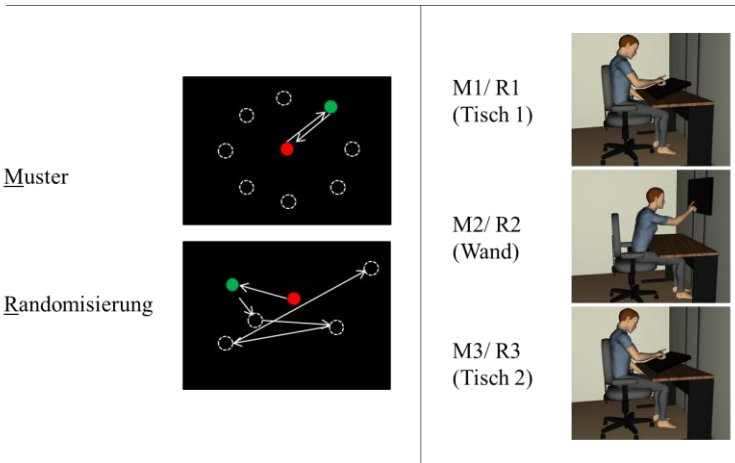 Muster
Randomisierung
M1/ R1
(Tisch 1)
M2/ R2
(Wand)
M3/ R3
(Tisch 2)